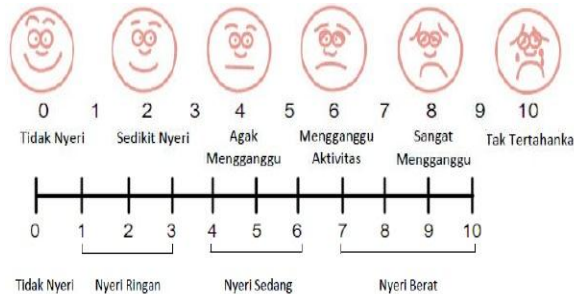 0 1 2 3 4 5 6 7 8 9 10
Tidak Nyeri Sedikit Nyeri Agak Mengganggu Mengganggu Aktivitas Sangat Mengganggu Tak Tertahanka
0 1 2 3 4 5 6 7 8 9 10
Tidak Nyeri Nyeri Ringan Nyeri Sedang Nyeri Berat